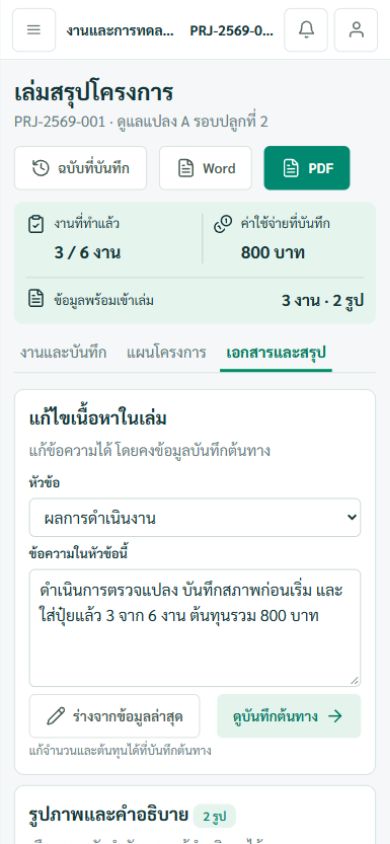 งานและการทดล... PRJ-2569-0...
เล่มสรุปโครงการ
PRJ-2569-001 · ดูแลแปลง A รอบปลูกที่ 2
ฉบับที่บันทึก Word PDF
งานที่ทำแล้ว ค่าใช้จ่ายที่บันทึก
3 / 6 งาน 800 บาท
ข้อมูลพร้อมเข้าเล่ม 3 งาน · 2 รูป
งานและบันทึก แผนโครงการ เอกสารและสรุป
แก้ไขเนื้อหาในเล่ม
แก้ข้อความได้ โดยคงข้อมูลบันทึกต้นทาง
หัวข้อ
ผลการดำเนินงาน
ข้อความในหัวข้อนี้
ดำเนินการตรวจแปลง บันทึกสภาพก่อนเริ่ม และ
ใส่ปุ๋ยแล้ว 3 จาก 6 งาน ต้นทุนรวม 800 บาท
ร่างจากข้อมูลล่าสุด ดูบันทึกต้นทาง
แก้จำนวนและต้นทุนได้ที่บันทึกต้นทาง
รูปภาพและคำอธิบาย 2 รูป